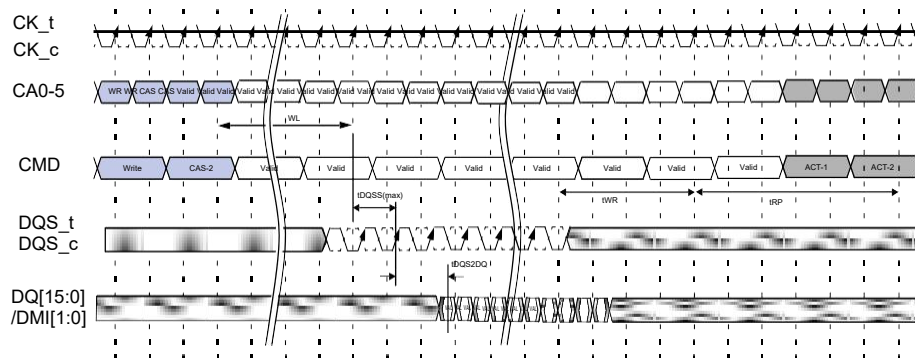 CK_t
CK_c
CA0-5
WR WR CAS CAS Valid Valid Valid Valid Valid Valid Valid Valid Valid Valid Valid Valid Valid Valid Valid Valid
WL
CMD
Write CAS-2 Valid Valid Valid Valid Valid Valid Valid Valid ACT-1 ACT-2
tDQSS(max)
tWR
tRP
DQS_t
DQS_c
tDQS2DQ
DQ[15:0]
/DMI[1:0]